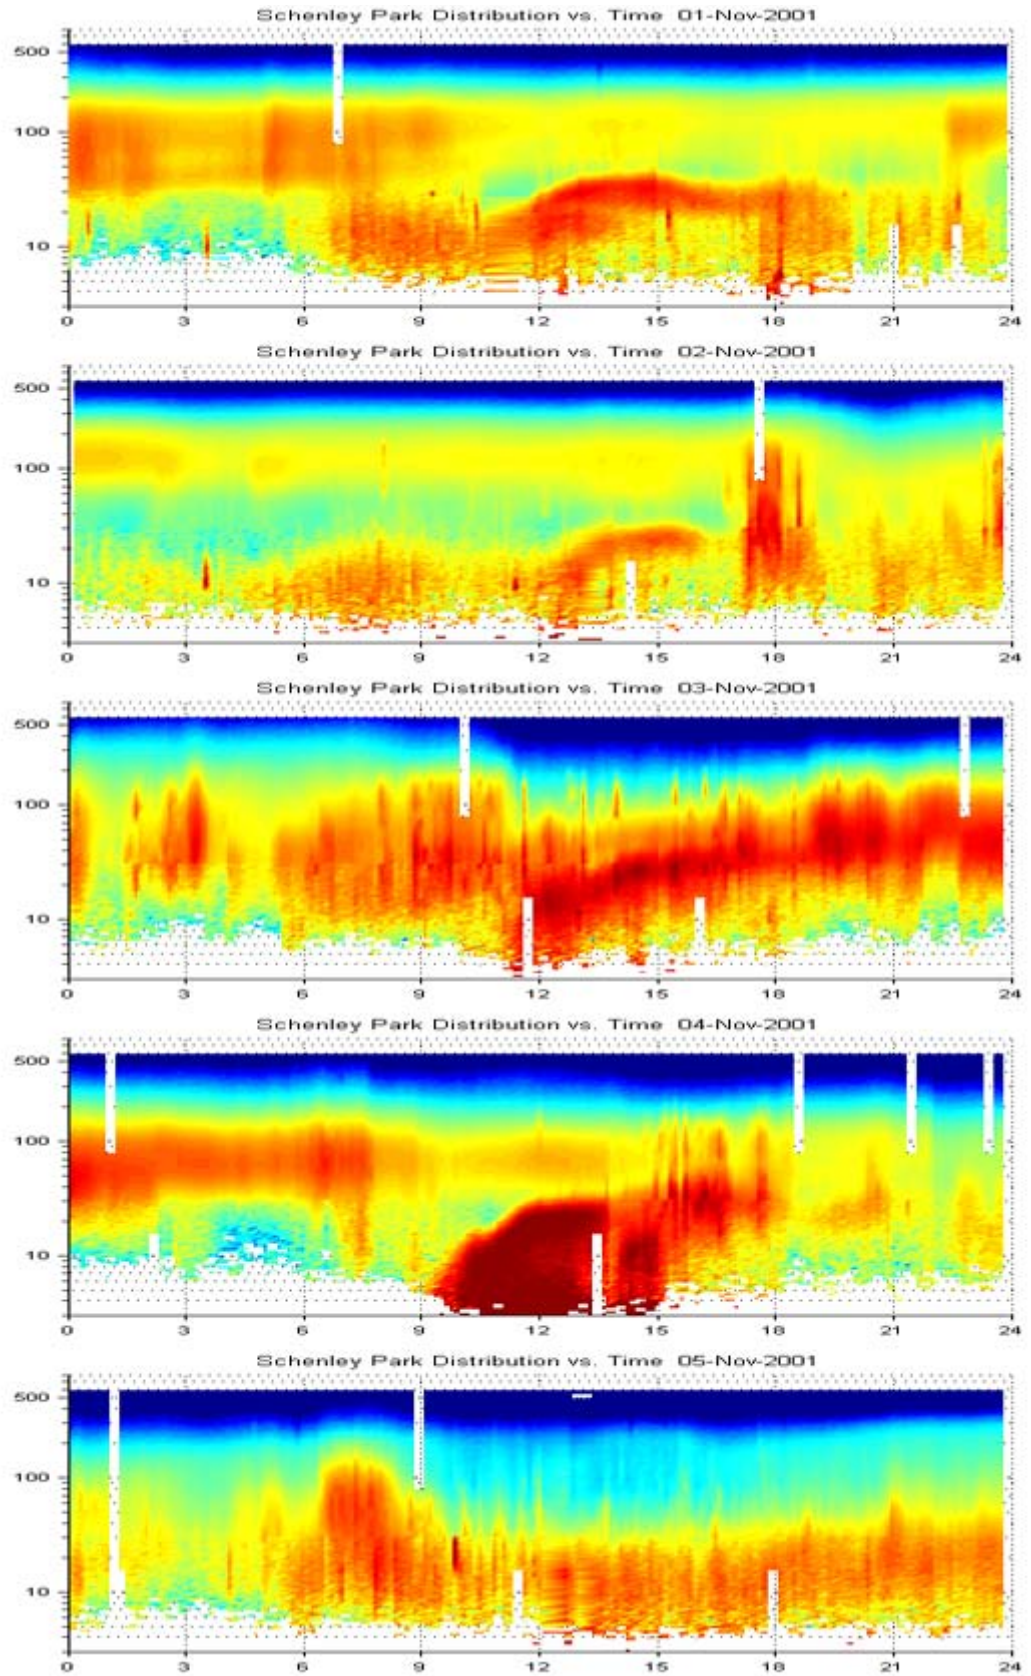 Schenley Park Distribution vs. Time 01-Nov-2001
500
100
10
0 3 6 9 12 15 18 21 24
Schenley Park Distribution vs. Time 02-Nov-2001
500
100
10
0 3 6 9 12 15 18 21 24
Schenley Park Distribution vs. Time 03-Nov-2001
500
100
10
0 3 6 9 12 15 18 21 24
Schenley Park Distribution vs. Time 04-Nov-2001
500
100
10
0 3 6 9 12 15 18 21 24
Schenley Park Distribution vs. Time 05-Nov-2001
500
100
10
0 3 6 9 12 15 18 21 24